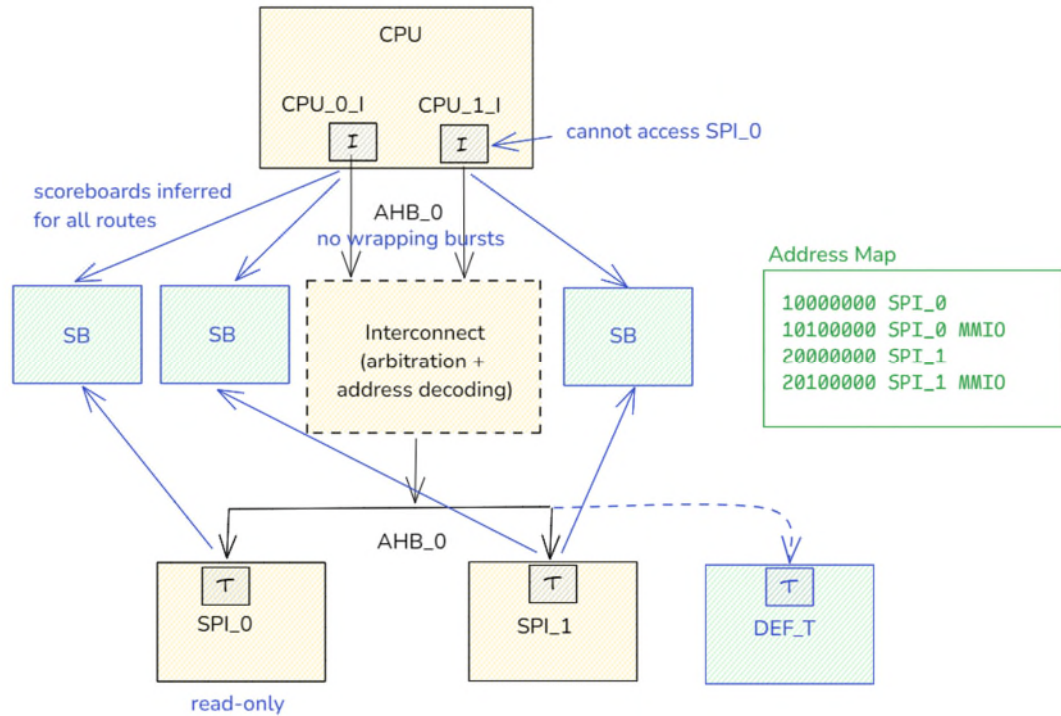 CPU
CPU_0_I
CPU_1_I
I
I
cannot access SPI_0
scoreboards inferred
for all routes
AHB_0
no wrapping bursts
Address Map
10000000 SPI_0
10100000 SPI_0 MMIO
20000000 SPI_1
20100000 SPI_1 MMIO
SB
SB
Interconnect
(arbitration +
address decoding)
SB
AHB_0
T
SPI_0
T
SPI_1
T
DEF_T
read-only